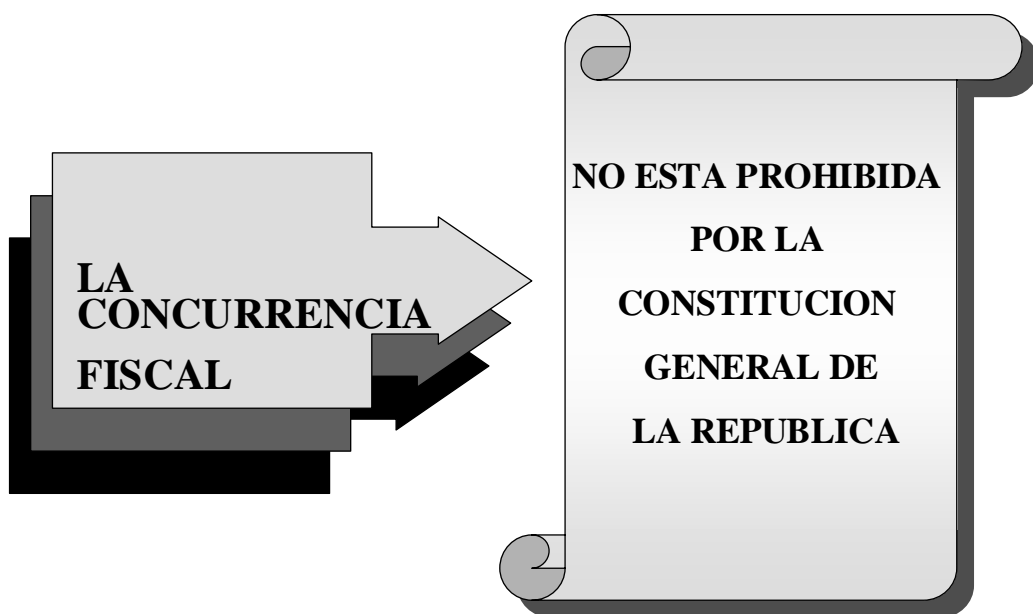 LA
CONCURRENCIA
FISCAL
NO ESTA PROHIBIDA
POR LA
CONSTITUCION
GENERAL DE
LA REPUBLICA